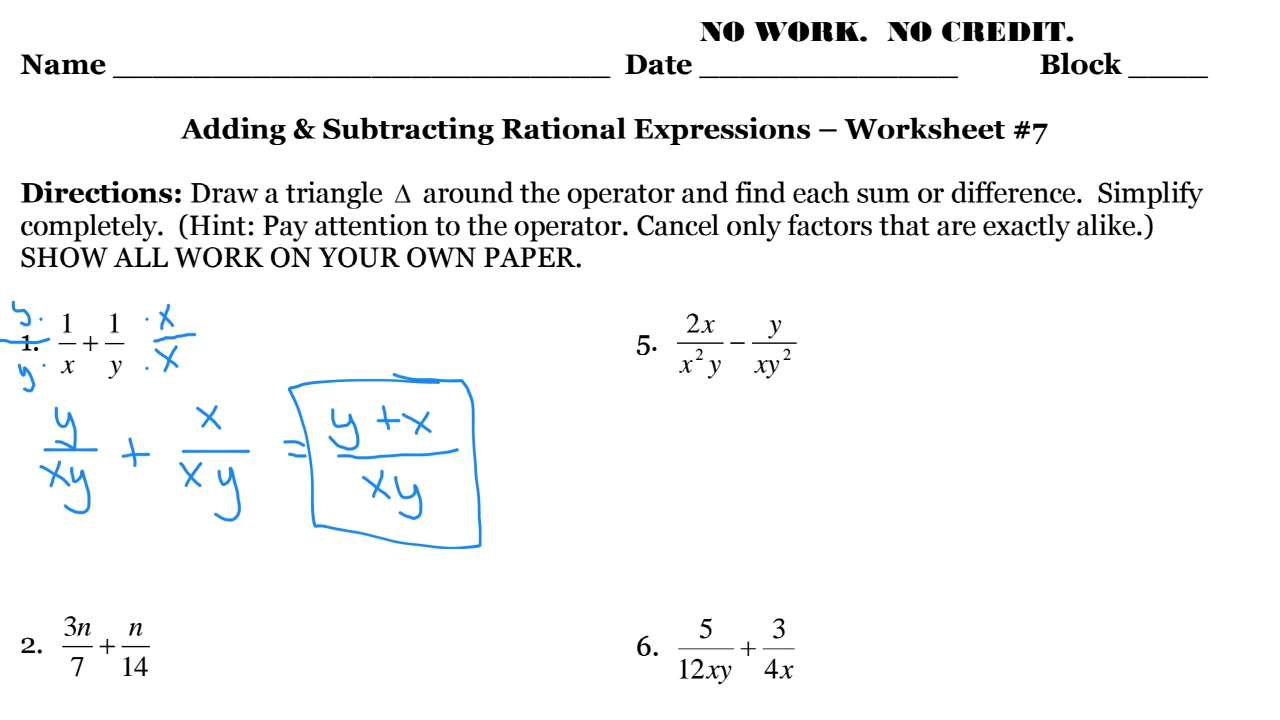 NO WORK. NO CREDIT.
Name ______________________________ Date ________________ Block _____
Adding & Subtracting Rational Expressions – Worksheet #7
Directions: Draw a triangle Δ around the operator and find each sum or difference. Simplify
completely. (Hint: Pay attention to the operator. Cancel only factors that are exactly alike.)
SHOW ALL WORK ON YOUR OWN PAPER.
y/y · 1. 1/x + 1/y · x/x
y/xy + x/xy = y+x/xy
5. 2x/x²y − y/xy²
2. 3n/7 + n/14
6. 5/12xy + 3/4x